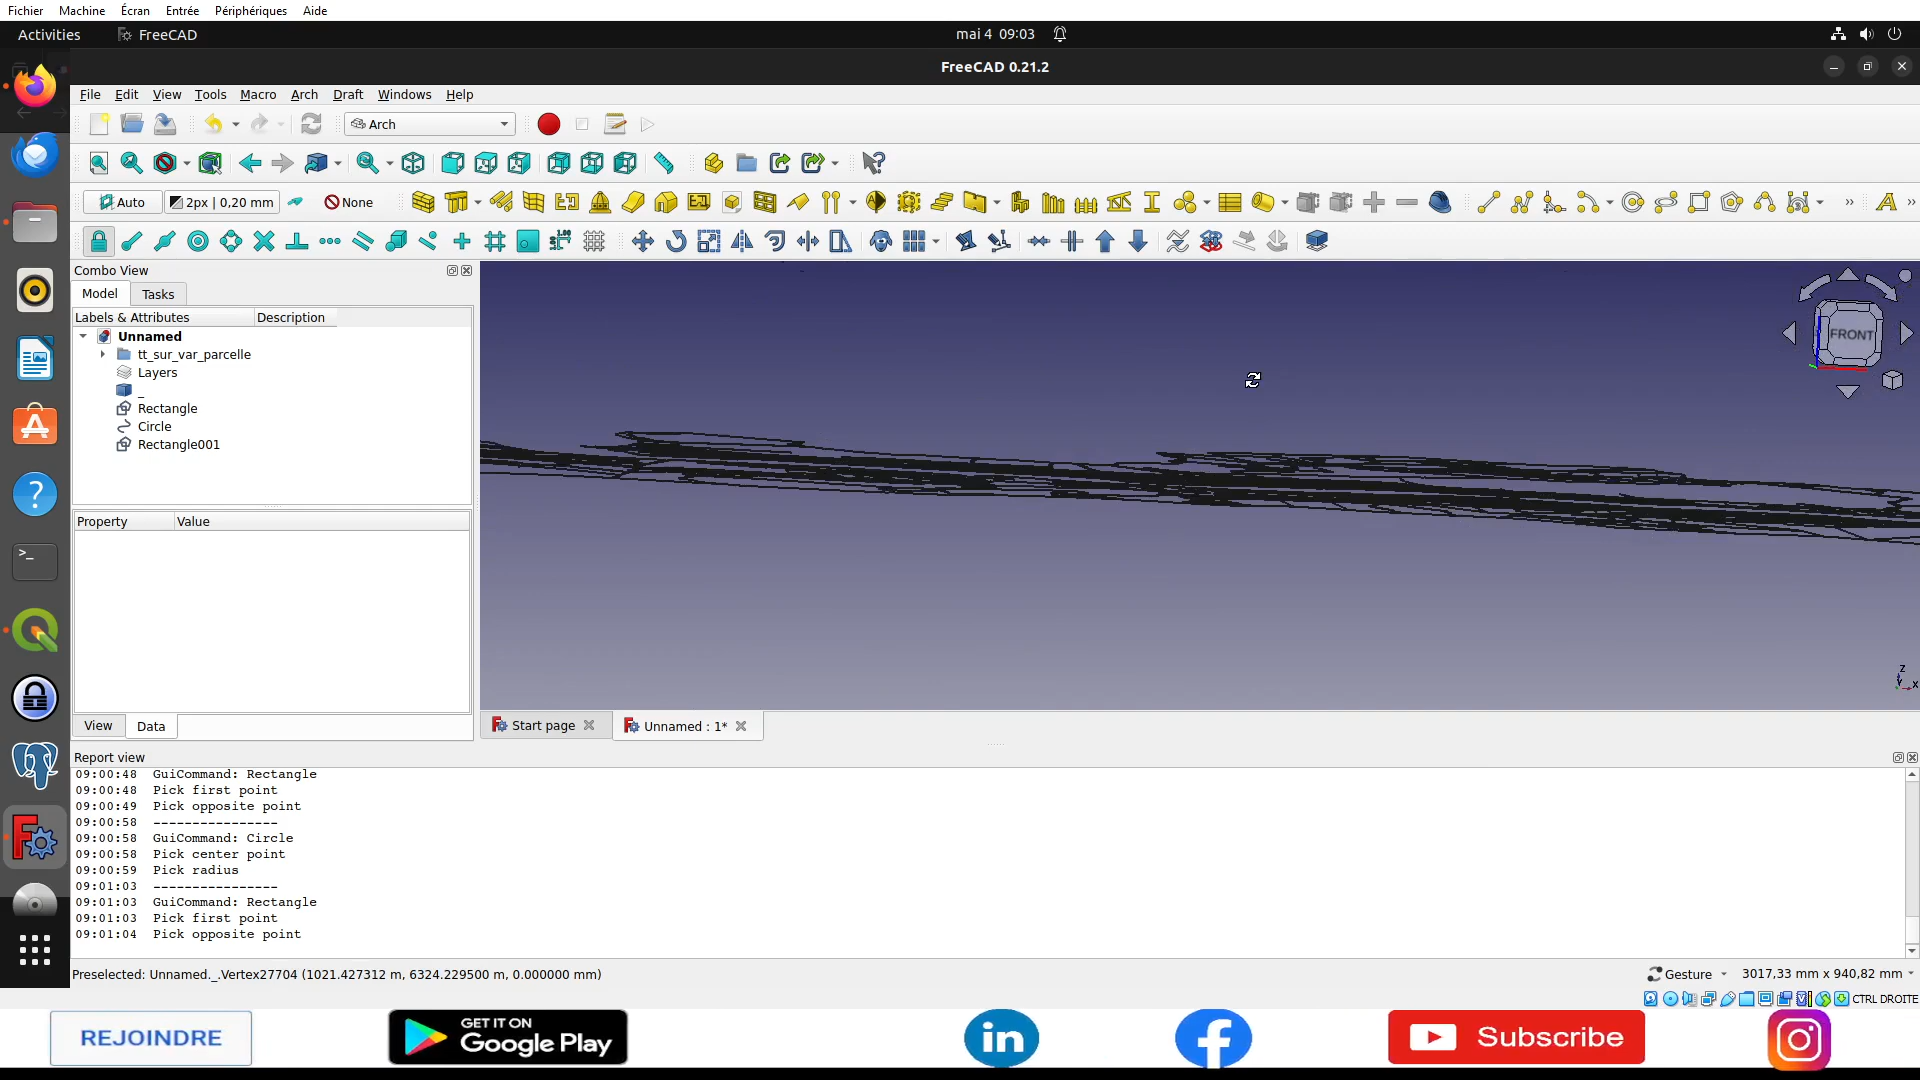 Fichier Machine Écran Entrée Périphériques Aide
Activities FreeCAD mai 4 09:03
FreeCAD 0.21.2
File Edit View Tools Macro Arch Draft Windows Help
Arch
Auto 2px | 0,20 mm None
Combo View
Model Tasks
Labels & Attributes Description
Unnamed
tt_sur_var_parcelle
Layers
_
Rectangle
Circle
Rectangle001
Property Value
View Data
FRONT
Z
Y X
Start page Unnamed : 1*
Report view
09:00:48 GuiCommand: Rectangle
09:00:48 Pick first point
09:00:49 Pick opposite point
09:00:58 ----------------
09:00:58 GuiCommand: Circle
09:00:58 Pick center point
09:00:59 Pick radius
09:01:03 ----------------
09:01:03 GuiCommand: Rectangle
09:01:03 Pick first point
09:01:04 Pick opposite point
Preselected: Unnamed._.Vertex27704 (1021.427312 m, 6324.229500 m, 0.000000 mm)
Gesture 3017,33 mm x 940,82 mm
CTRL DROITE
REJOINDRE
GET IT ON
Google Play
in
f
Subscribe